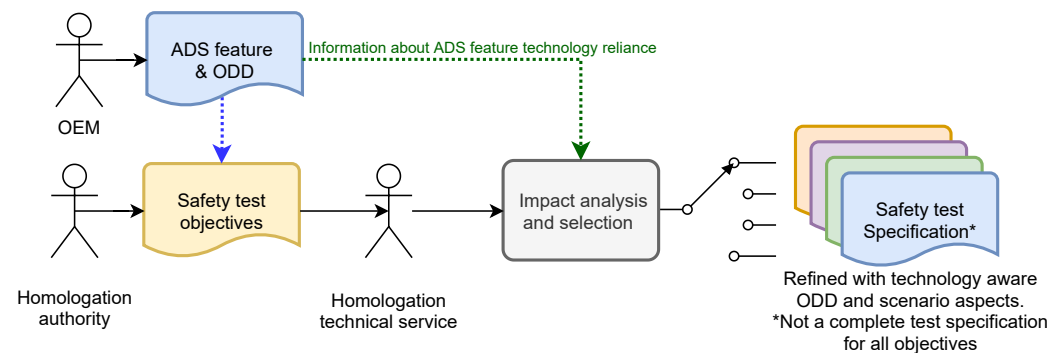 ADS feature
& ODD
Information about ADS feature technology reliance
OEM
Safety test
objectives
Impact analysis
and selection
Safety test
Specification*
Homologation
authority
Homologation
technical service
Refined with technology aware
ODD and scenario aspects.
*Not a complete test specification
for all objectives